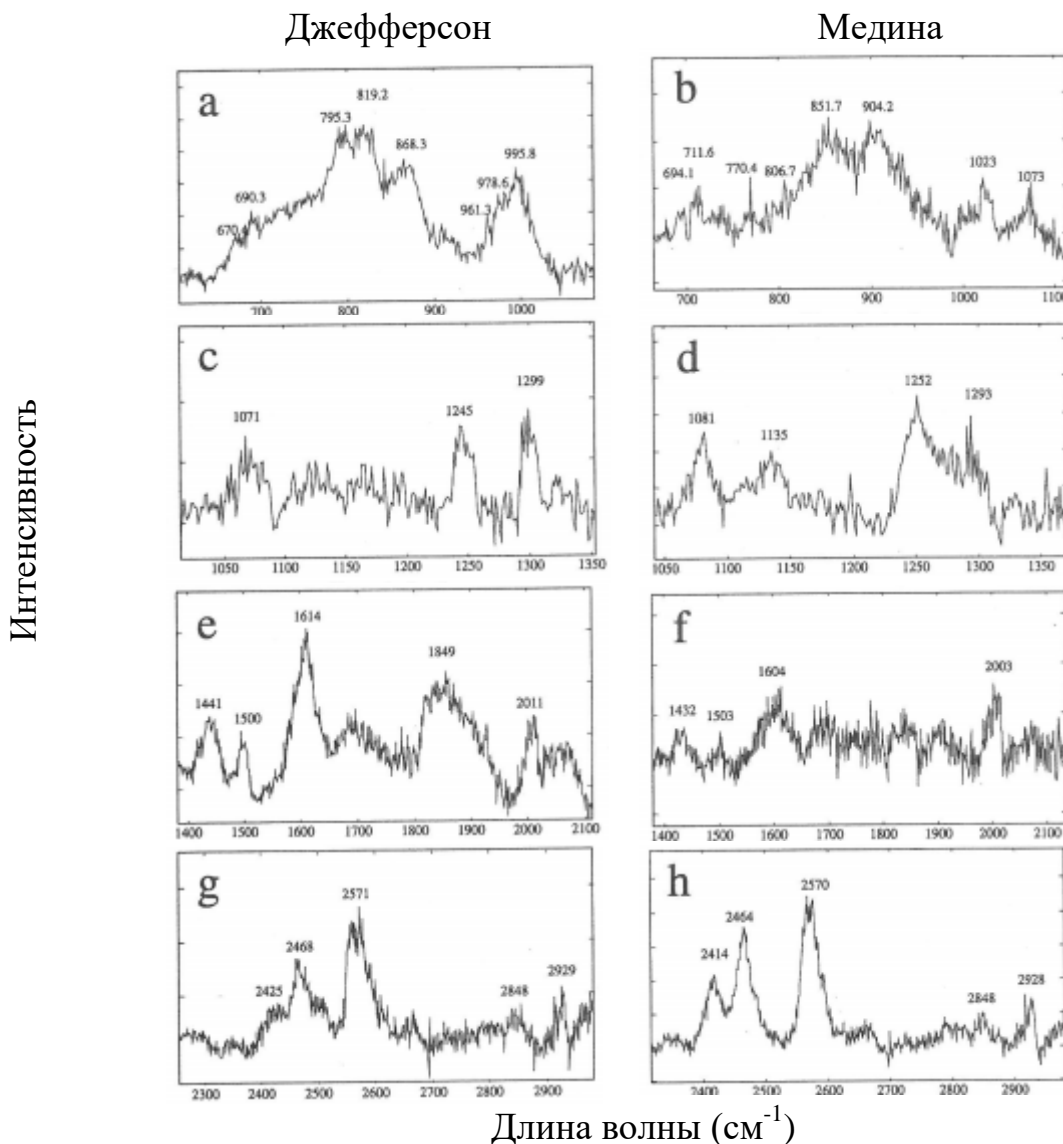 Джефферсон Медина
a
795.3 819.2 868.3 690.3 961.3 978.6 995.8
700 800 900 1000
b
694.1 711.6 770.4 806.7 851.7 904.2 1023 1073
700 800 900 1000
c
1071 1245 1299
1050 1100 1150 1200 1250 1300 1350
d
1081 1135 1252 1293
1050 1100 1150 1200 1250 1300 1350
e
1441 1500 1614 1849 2011
1400 1500 1600 1700 1800 1900 2000 2100
f
1432 1503 1604 2003
1400 1500 1600 1700 1800 1900 2000 2100
g
2425 2468 2571 2848 2929
2300 2400 2500 2600 2700 2800 2900
h
2414 2464 2570 2848 2928
2400 2500 2600 2700 2800 2900
Интенсивность
Длина волны (см⁻¹)